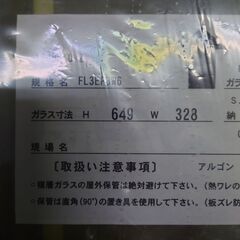 規格名
ガラス寸法 H 649 W 328 納
現場名
〔取扱い注意事項〕 アルゴン
・複層ガラスの屋外保管は絶対避けて下さい。(熱ワレの
・保管は直角(90°)の置き具を使用して下さい。(板ズレ防